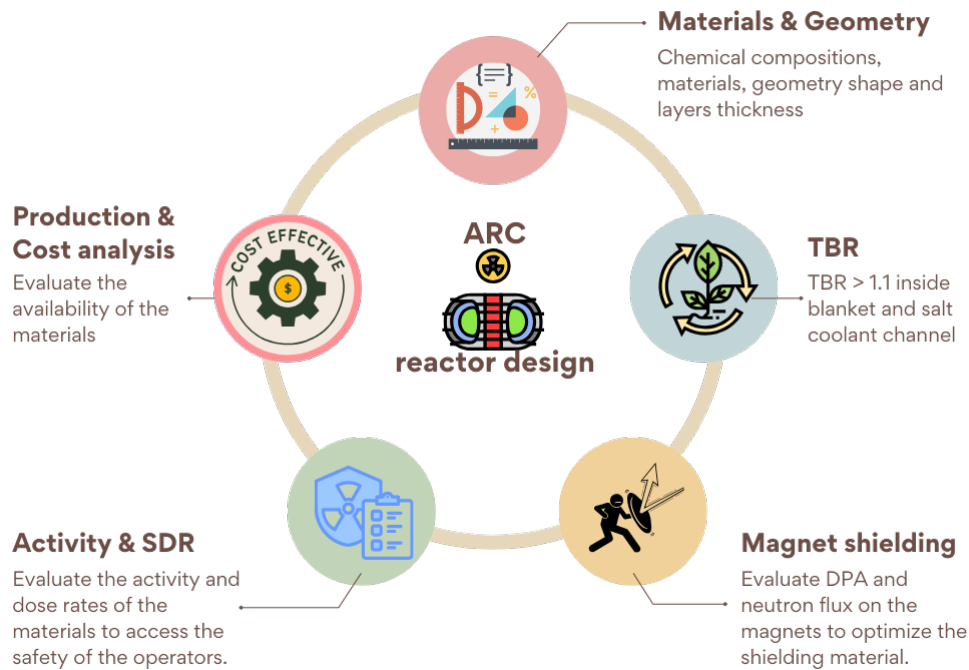 Materials & Geometry
Chemical compositions,
materials, geometry shape and
layers thickness
{ }
= %
+
Production &
Cost analysis
Evaluate the
availability of the
materials
COST EFFECTIVE
$
ARC
reactor design
TBR
TBR > 1.1 inside
blanket and salt
coolant channel
Activity & SDR
Evaluate the activity and
dose rates of the
materials to access the
safety of the operators.
Magnet shielding
Evaluate DPA and
neutron flux on the
magnets to optimize the
shielding material.